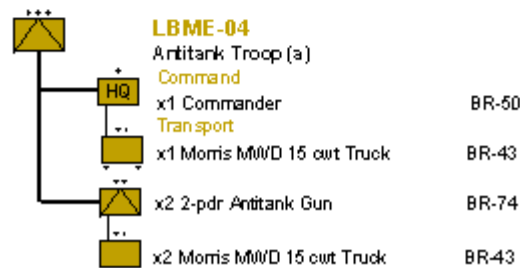 LBME-04
Antitank Troop (a)
Command
HQ
x1 Commander BR-50
Transport
x1 Morris MWD 15 cwt Truck BR-43
x2 2-pdr Antitank Gun BR-74
x2 Morris MWD 15 cwt Truck BR-43